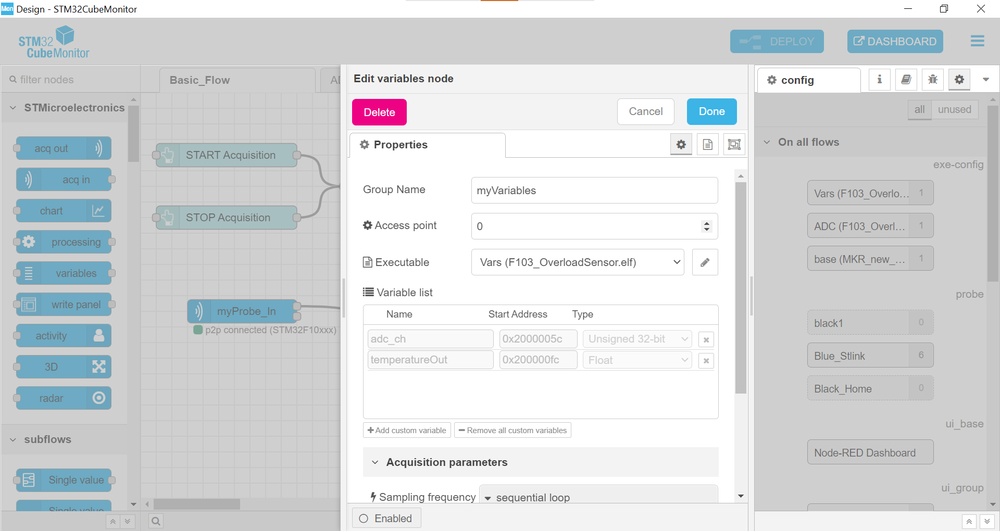 Mon Design - STM32CubeMonitor
STM32
CubeMonitor
DEPLOY
DASHBOARD
filter nodes
STMicroelectronics
acq out
acq in
chart
processing
variables
write panel
activity
3D
radar
subflows
Single value
Single value
Basic_Flow
START Acquisition
STOP Acquisition
myProbe_In
p2p connected (STM32F10xxx)
Edit variables node
Delete
Cancel
Done
Properties
Group Name
myVariables
Access point
0
Executable
Vars (F103_OverloadSensor.elf)
Variable list
Name Start Address Type
adc_ch 0x2000005c Unsigned 32-bit
temperatureOut 0x200000fc Float
Add custom variable
Remove all custom variables
Acquisition parameters
Sampling frequency
sequential loop
Enabled
config
all
unused
On all flows
exe-config
Vars (F103_Overlo... 1
ADC (F103_Overl... 1
base (MKR_new_... 1
probe
black1 0
Blue_Stlink 6
Black_Home 0
ui_base
Node-RED Dashboard
ui_group